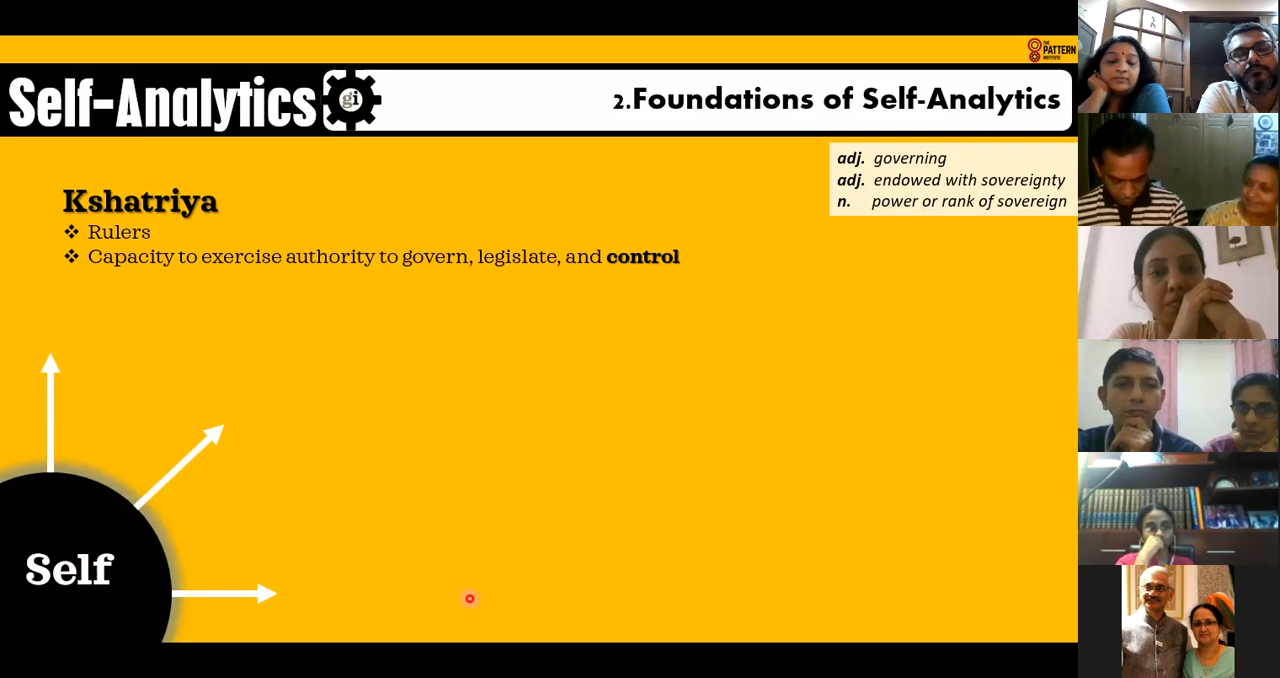 THE
PATTERN
INSTITUTE
Self-Analytics
gi
2.Foundations of Self-Analytics
adj. governing
adj. endowed with sovereignty
n. power or rank of sovereign
Kshatriya
❖ Rulers
❖ Capacity to exercise authority to govern, legislate, and control
Self